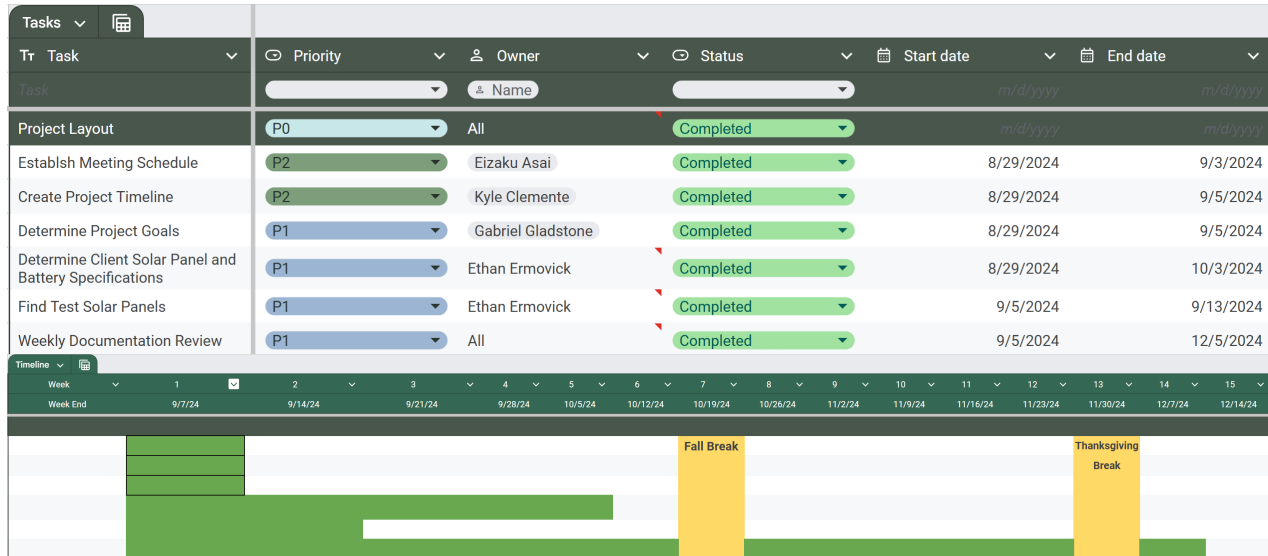 Tasks
Task Priority Owner Status Start date End date
Task Name m/d/yyyy m/d/yyyy
Project Layout P0 All Completed m/d/yyyy m/d/yyyy
Establsh Meeting Schedule P2 Eizaku Asai Completed 8/29/2024 9/3/2024
Create Project Timeline P2 Kyle Clemente Completed 8/29/2024 9/5/2024
Determine Project Goals P1 Gabriel Gladstone Completed 8/29/2024 9/5/2024
Determine Client Solar Panel and
Battery Specifications P1 Ethan Ermovick Completed 8/29/2024 10/3/2024
Find Test Solar Panels P1 Ethan Ermovick Completed 9/5/2024 9/13/2024
Weekly Documentation Review P1 All Completed 9/5/2024 12/5/2024
Timeline
Week 1 2 3 4 5 6 7 8 9 10 11 12 13 14 15
Week End 9/7/24 9/14/24 9/21/24 9/28/24 10/5/24 10/12/24 10/19/24 10/26/24 11/2/24 11/9/24 11/16/24 11/23/24 11/30/24 12/7/24 12/14/24
Fall Break Thanksgiving
Break